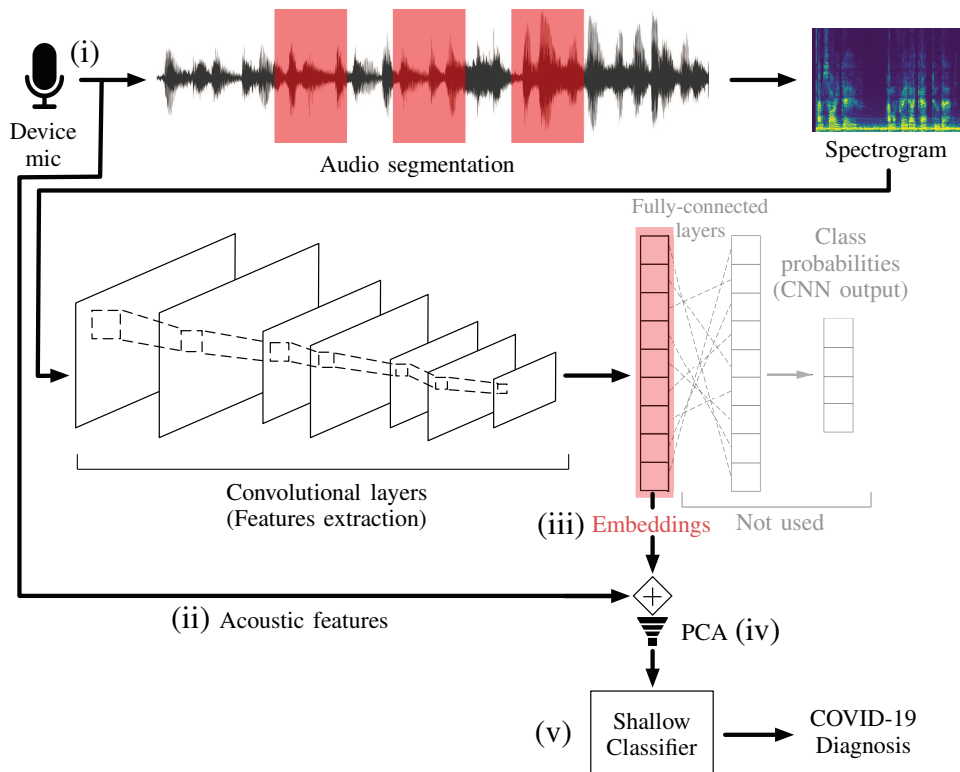 (i)
Device
mic
Audio segmentation
Spectrogram
Fully-connected
layers
Class
probabilities
(CNN output)
Convolutional layers
(Features extraction)
(iii) Embeddings
Not used
(ii) Acoustic features
+
PCA (iv)
(v)
Shallow
Classifier
COVID-19
Diagnosis